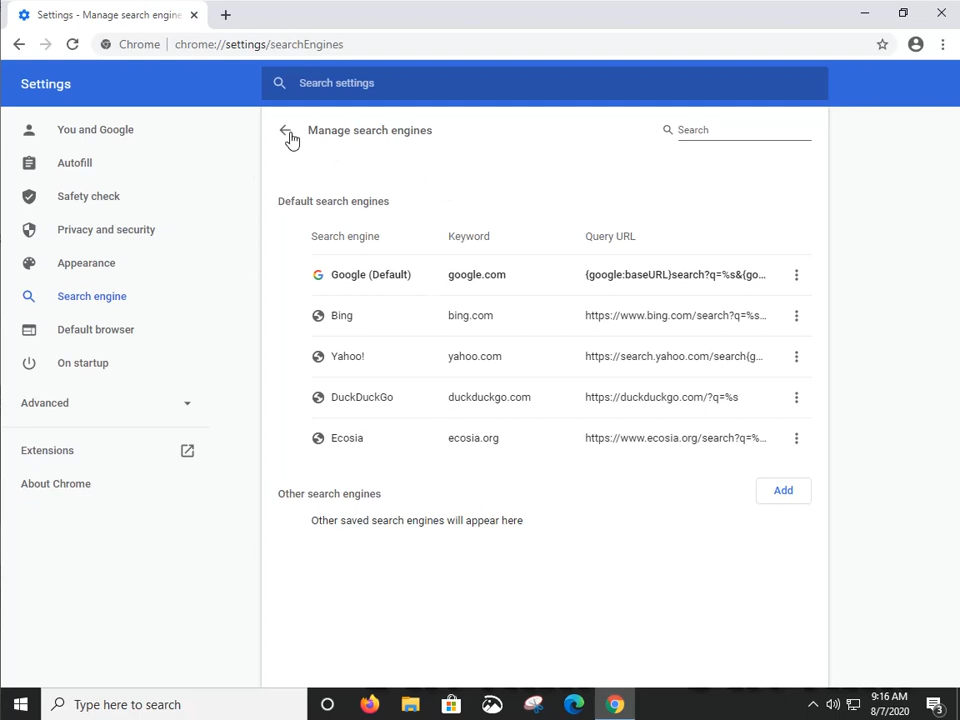 Settings - Manage search engine
Chrome | chrome://settings/searchEngines
Settings
Search settings
You and Google
Autofill
Safety check
Privacy and security
Appearance
Search engine
Default browser
On startup
Advanced
Extensions
About Chrome
Manage search engines
Search
Default search engines
Search engine Keyword Query URL
Google (Default) google.com {google:baseURL}search?q=%s&{go...
Bing bing.com https://www.bing.com/search?q=%s...
Yahoo! yahoo.com https://search.yahoo.com/search{g...
DuckDuckGo duckduckgo.com https://duckduckgo.com/?q=%s
Ecosia ecosia.org https://www.ecosia.org/search?q=%...
Other search engines
Add
Other saved search engines will appear here
Type here to search
9:16 AM
8/7/2020
3